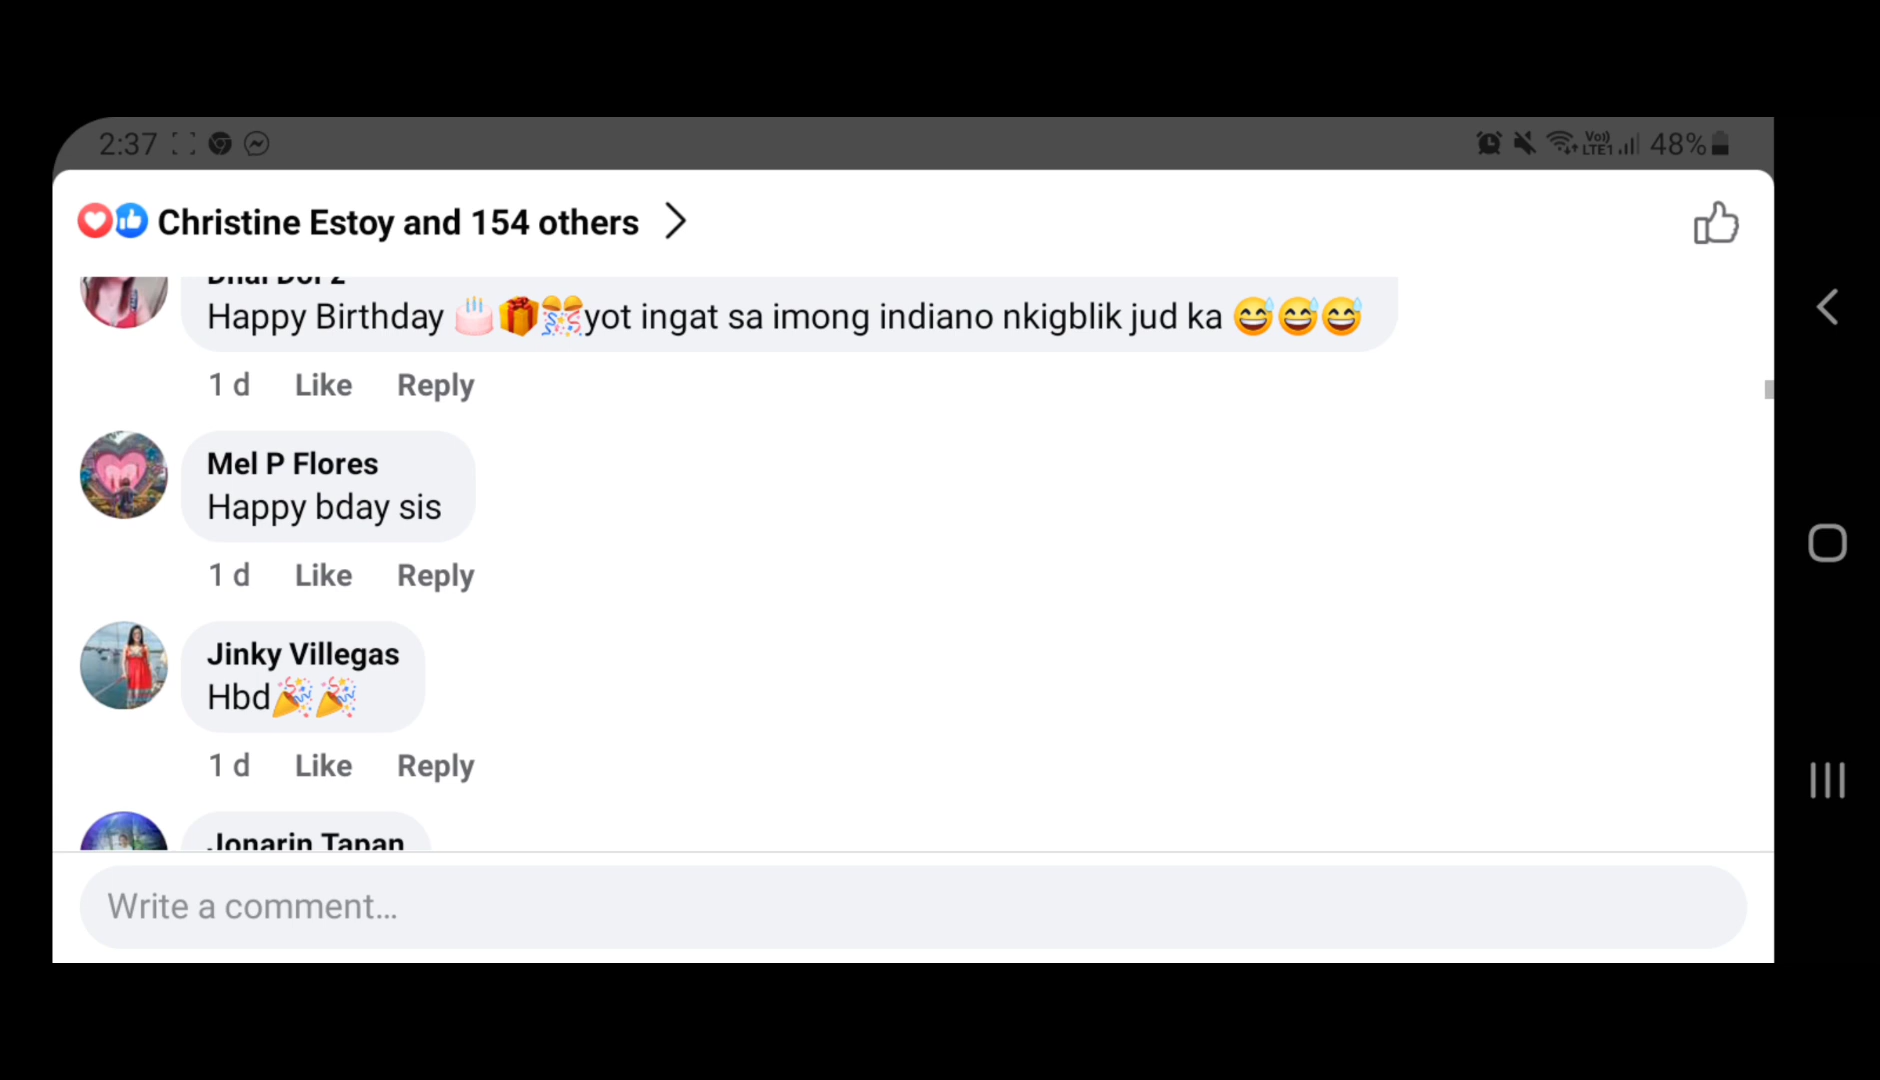 2:37 Vo)) LTE1 48%
Christine Estoy and 154 others
Happy Birthday 🎂🎁🎊yot ingat sa imong indiano nkigblik jud ka 😅😅😅
1 d Like Reply
Mel P Flores
Happy bday sis
1 d Like Reply
Jinky Villegas
Hbd🎉🎉
1 d Like Reply
Jonarin Tapan
Write a comment...